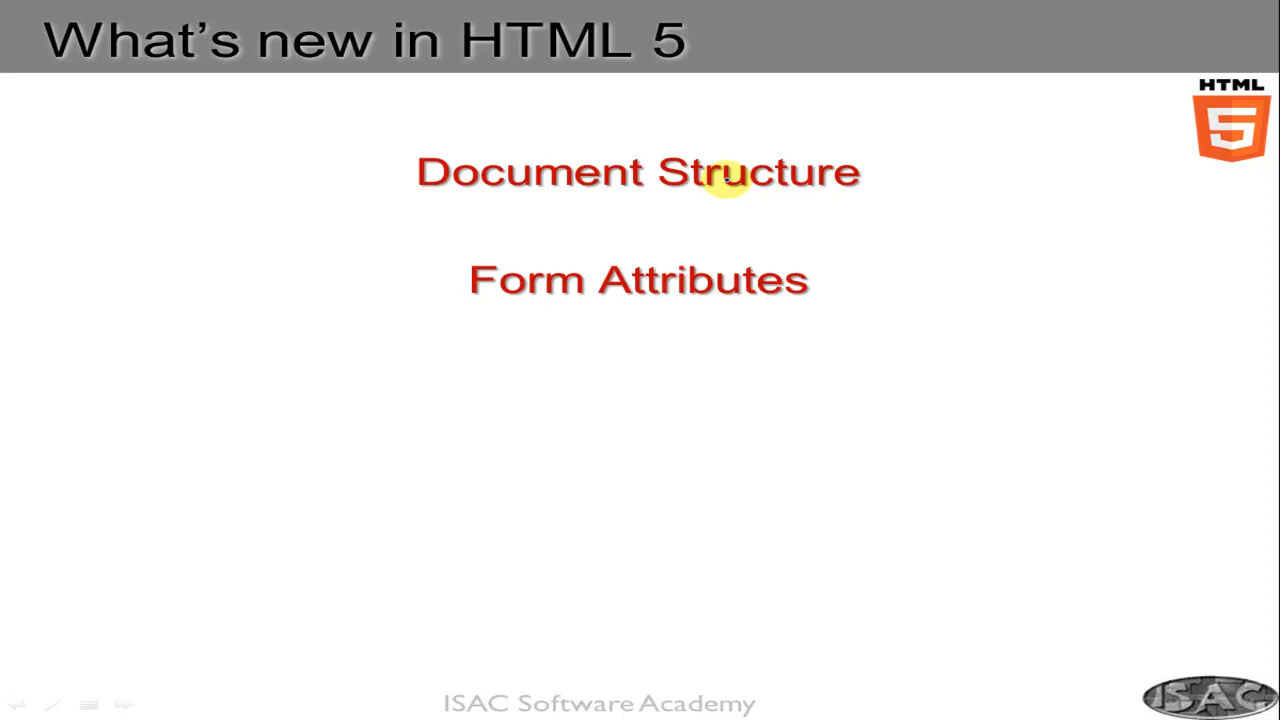 What's new in HTML 5
HTML
5
Document Structure
Form Attributes
ISAC Software Academy
ISAC